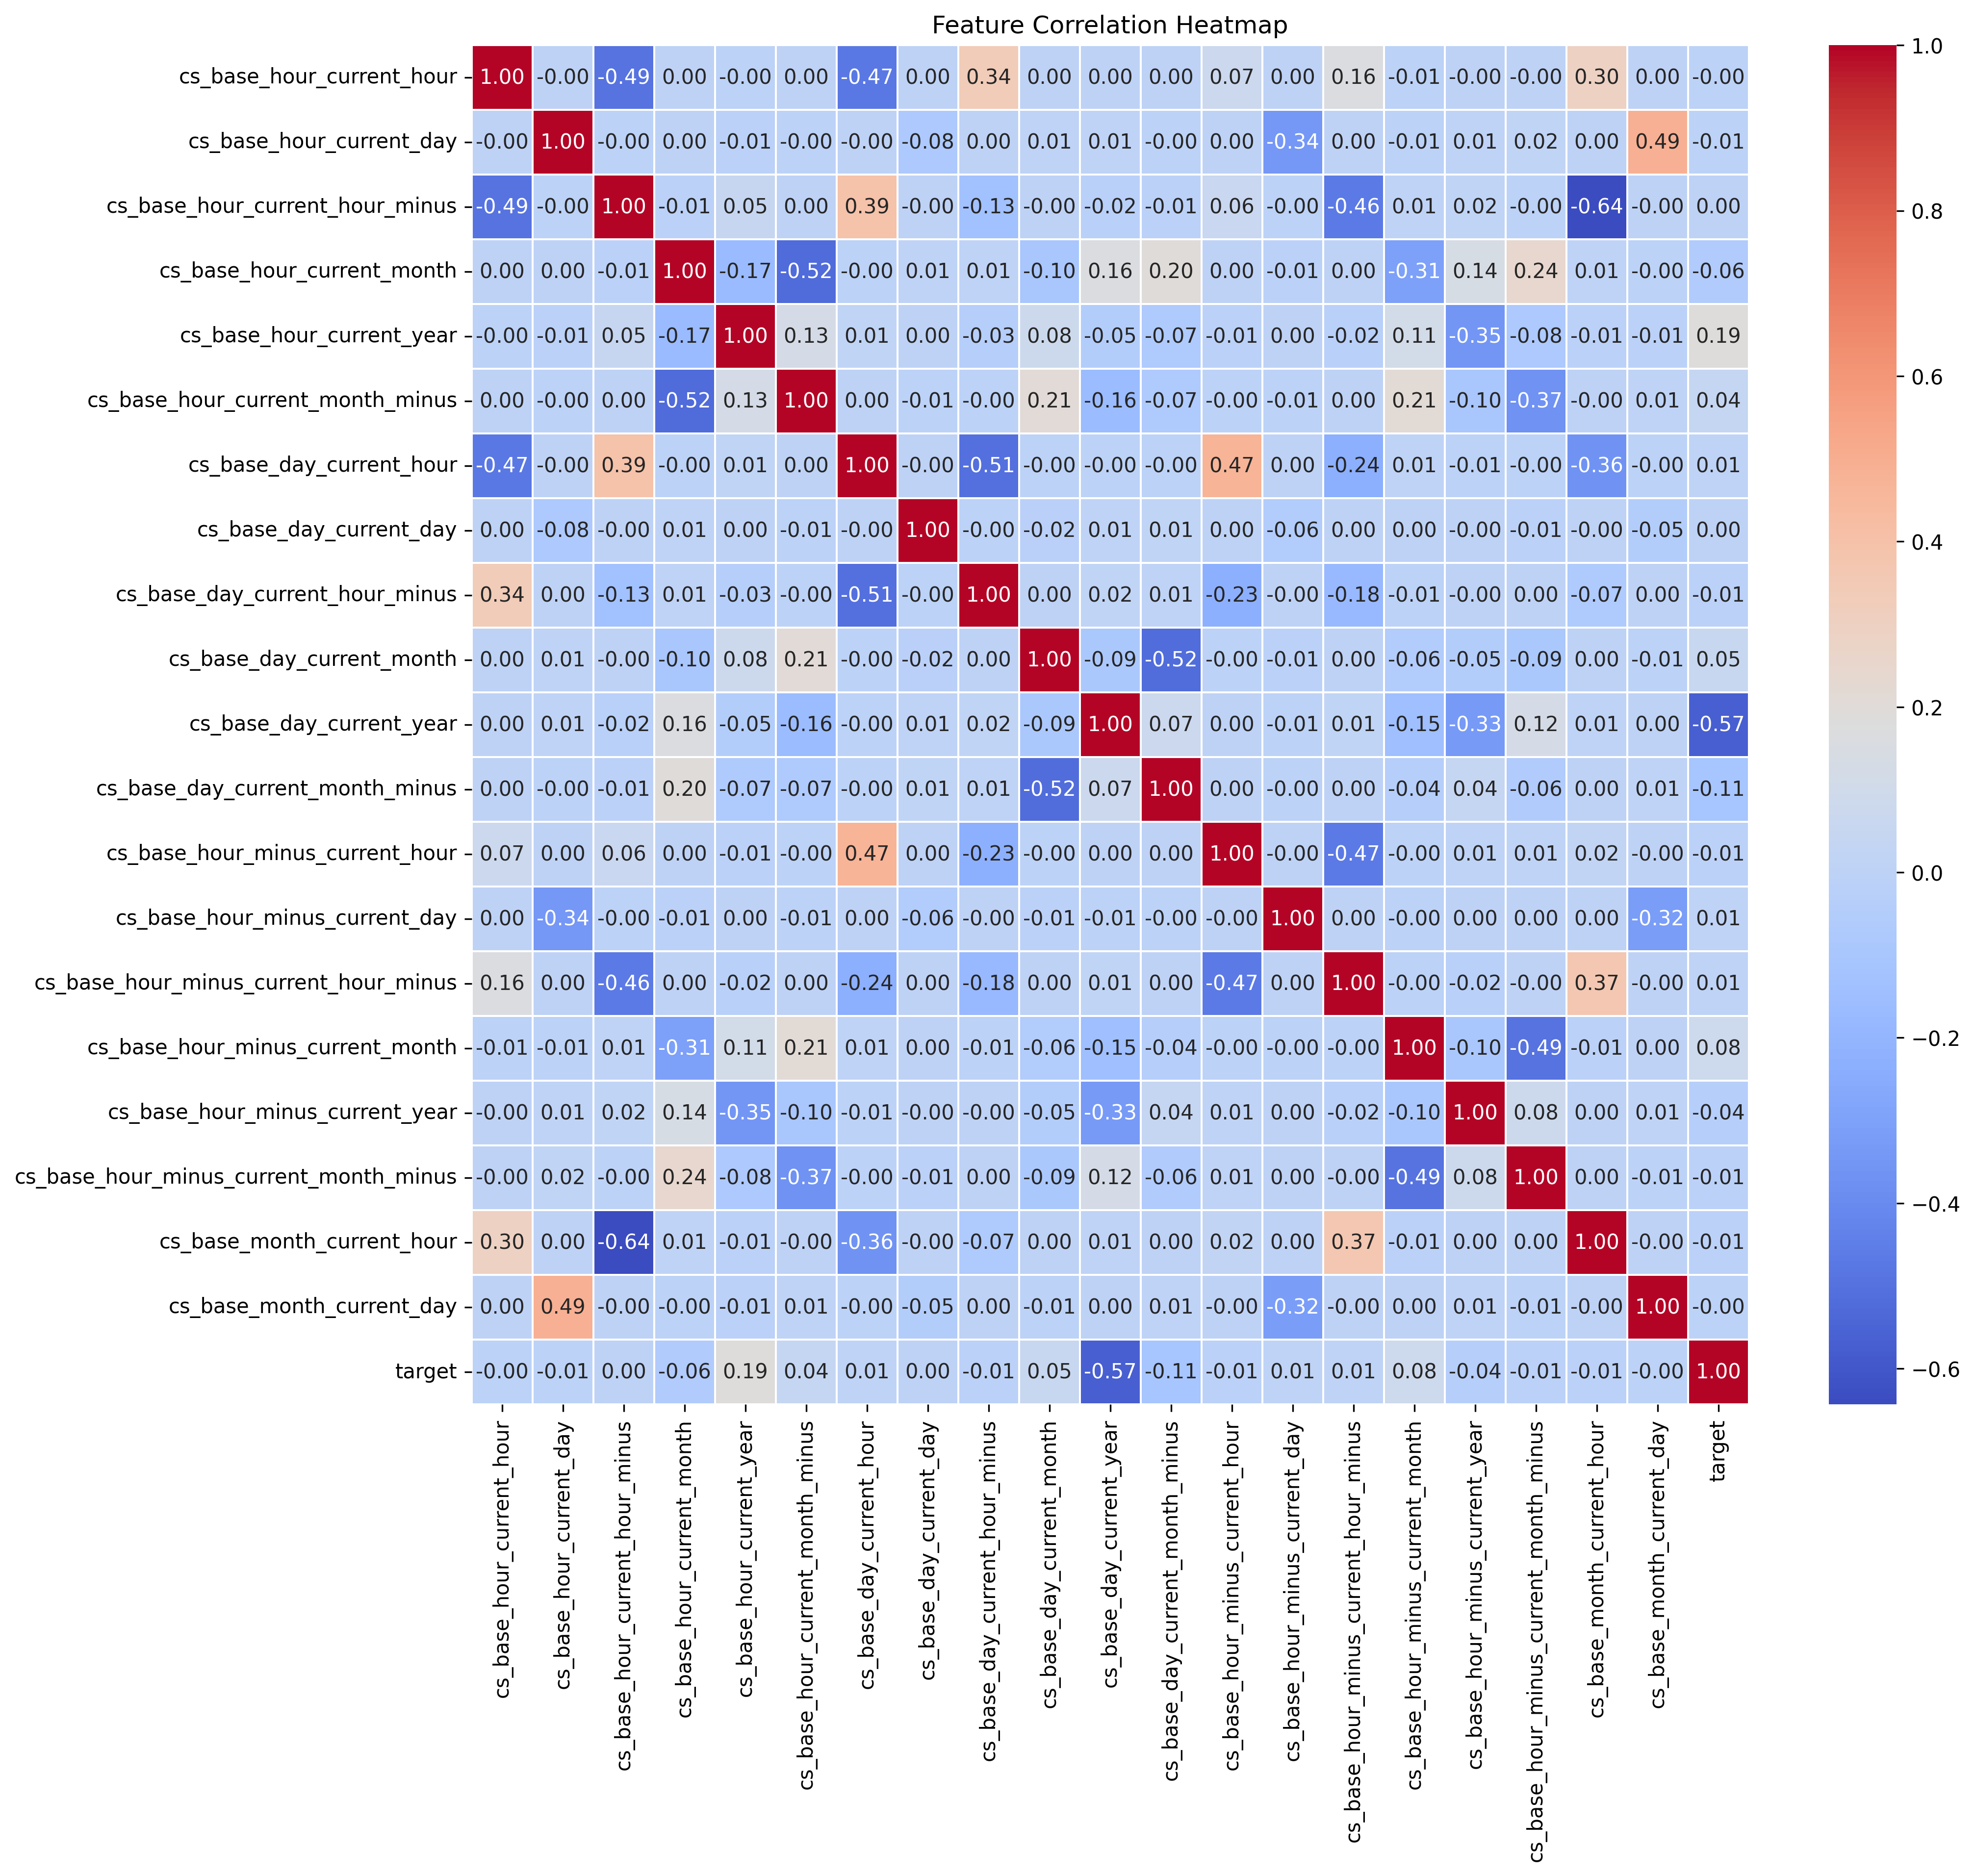 Feature Correlation Heatmap
cs_base_hour_current_hour 1.00 -0.00 -0.49 0.00 -0.00 0.00 -0.47 0.00 0.34 0.00 0.00 0.00 0.07 0.00 0.16 -0.01 -0.00 -0.00 0.30 0.00 -0.00
cs_base_hour_current_day -0.00 1.00 -0.00 0.00 -0.01 -0.00 -0.00 -0.08 0.00 0.01 0.01 -0.00 0.00 -0.34 0.00 -0.01 0.01 0.02 0.00 0.49 -0.01
cs_base_hour_current_hour_minus -0.49 -0.00 1.00 -0.01 0.05 0.00 0.39 -0.00 -0.13 -0.00 -0.02 -0.01 0.06 -0.00 -0.46 0.01 0.02 -0.00 -0.64 -0.00 0.00
cs_base_hour_current_month 0.00 0.00 -0.01 1.00 -0.17 -0.52 -0.00 0.01 0.01 -0.10 0.16 0.20 0.00 -0.01 0.00 -0.31 0.14 0.24 0.01 -0.00 -0.06
cs_base_hour_current_year -0.00 -0.01 0.05 -0.17 1.00 0.13 0.01 0.00 -0.03 0.08 -0.05 -0.07 -0.01 0.00 -0.02 0.11 -0.35 -0.08 -0.01 -0.01 0.19
cs_base_hour_current_month_minus 0.00 -0.00 0.00 -0.52 0.13 1.00 0.00 -0.01 -0.00 0.21 -0.16 -0.07 -0.00 -0.01 0.00 0.21 -0.10 -0.37 -0.00 0.01 0.04
cs_base_day_current_hour -0.47 -0.00 0.39 -0.00 0.01 0.00 1.00 -0.00 -0.51 -0.00 -0.00 -0.00 0.47 0.00 -0.24 0.01 -0.01 -0.00 -0.36 -0.00 0.01
cs_base_day_current_day 0.00 -0.08 -0.00 0.01 0.00 -0.01 -0.00 1.00 -0.00 -0.02 0.01 0.01 0.00 -0.06 0.00 0.00 -0.00 -0.01 -0.00 -0.05 0.00
cs_base_day_current_hour_minus 0.34 0.00 -0.13 0.01 -0.03 -0.00 -0.51 -0.00 1.00 0.00 0.02 0.01 -0.23 -0.00 -0.18 -0.01 -0.00 0.00 -0.07 0.00 -0.01
cs_base_day_current_month 0.00 0.01 -0.00 -0.10 0.08 0.21 -0.00 -0.02 0.00 1.00 -0.09 -0.52 -0.00 -0.01 0.00 -0.06 -0.05 -0.09 0.00 -0.01 0.05
cs_base_day_current_year 0.00 0.01 -0.02 0.16 -0.05 -0.16 -0.00 0.01 0.02 -0.09 1.00 0.07 0.00 -0.01 0.01 -0.15 -0.33 0.12 0.01 0.00 -0.57
cs_base_day_current_month_minus 0.00 -0.00 -0.01 0.20 -0.07 -0.07 -0.00 0.01 0.01 -0.52 0.07 1.00 0.00 -0.00 0.00 -0.04 0.04 -0.06 0.00 0.01 -0.11
cs_base_hour_minus_current_hour 0.07 0.00 0.06 0.00 -0.01 -0.00 0.47 0.00 -0.23 -0.00 0.00 0.00 1.00 -0.00 -0.47 -0.00 0.01 0.01 0.02 -0.00 -0.01
cs_base_hour_minus_current_day 0.00 -0.34 -0.00 -0.01 0.00 -0.01 0.00 -0.06 -0.00 -0.01 -0.01 -0.00 -0.00 1.00 0.00 -0.00 0.00 0.00 0.00 -0.32 0.01
cs_base_hour_minus_current_hour_minus 0.16 0.00 -0.46 0.00 -0.02 0.00 -0.24 0.00 -0.18 0.00 0.01 0.00 -0.47 0.00 1.00 -0.00 -0.02 -0.00 0.37 -0.00 0.01
cs_base_hour_minus_current_month -0.01 -0.01 0.01 -0.31 0.11 0.21 0.01 0.00 -0.01 -0.06 -0.15 -0.04 -0.00 -0.00 -0.00 1.00 -0.10 -0.49 -0.01 0.00 0.08
cs_base_hour_minus_current_year -0.00 0.01 0.02 0.14 -0.35 -0.10 -0.01 -0.00 -0.00 -0.05 -0.33 0.04 0.01 0.00 -0.02 -0.10 1.00 0.08 0.00 0.01 -0.04
cs_base_hour_minus_current_month_minus -0.00 0.02 -0.00 0.24 -0.08 -0.37 -0.00 -0.01 0.00 -0.09 0.12 -0.06 0.01 0.00 -0.00 -0.49 0.08 1.00 0.00 -0.01 -0.01
cs_base_month_current_hour 0.30 0.00 -0.64 0.01 -0.01 -0.00 -0.36 -0.00 -0.07 0.00 0.01 0.00 0.02 0.00 0.37 -0.01 0.00 0.00 1.00 -0.00 -0.01
cs_base_month_current_day 0.00 0.49 -0.00 -0.00 -0.01 0.01 -0.00 -0.05 0.00 -0.01 0.00 0.01 -0.00 -0.32 -0.00 0.00 0.01 -0.01 -0.00 1.00 -0.00
target -0.00 -0.01 0.00 -0.06 0.19 0.04 0.01 0.00 -0.01 0.05 -0.57 -0.11 -0.01 0.01 0.01 0.08 -0.04 -0.01 -0.01 -0.00 1.00
cs_base_hour_current_hour
cs_base_hour_current_day
cs_base_hour_current_hour_minus
cs_base_hour_current_month
cs_base_hour_current_year
cs_base_hour_current_month_minus
cs_base_day_current_hour
cs_base_day_current_day
cs_base_day_current_hour_minus
cs_base_day_current_month
cs_base_day_current_year
cs_base_day_current_month_minus
cs_base_hour_minus_current_hour
cs_base_hour_minus_current_day
cs_base_hour_minus_current_hour_minus
cs_base_hour_minus_current_month
cs_base_hour_minus_current_year
cs_base_hour_minus_current_month_minus
cs_base_month_current_hour
cs_base_month_current_day
target
1.0
0.8
0.6
0.4
0.2
0.0
−0.2
−0.4
−0.6